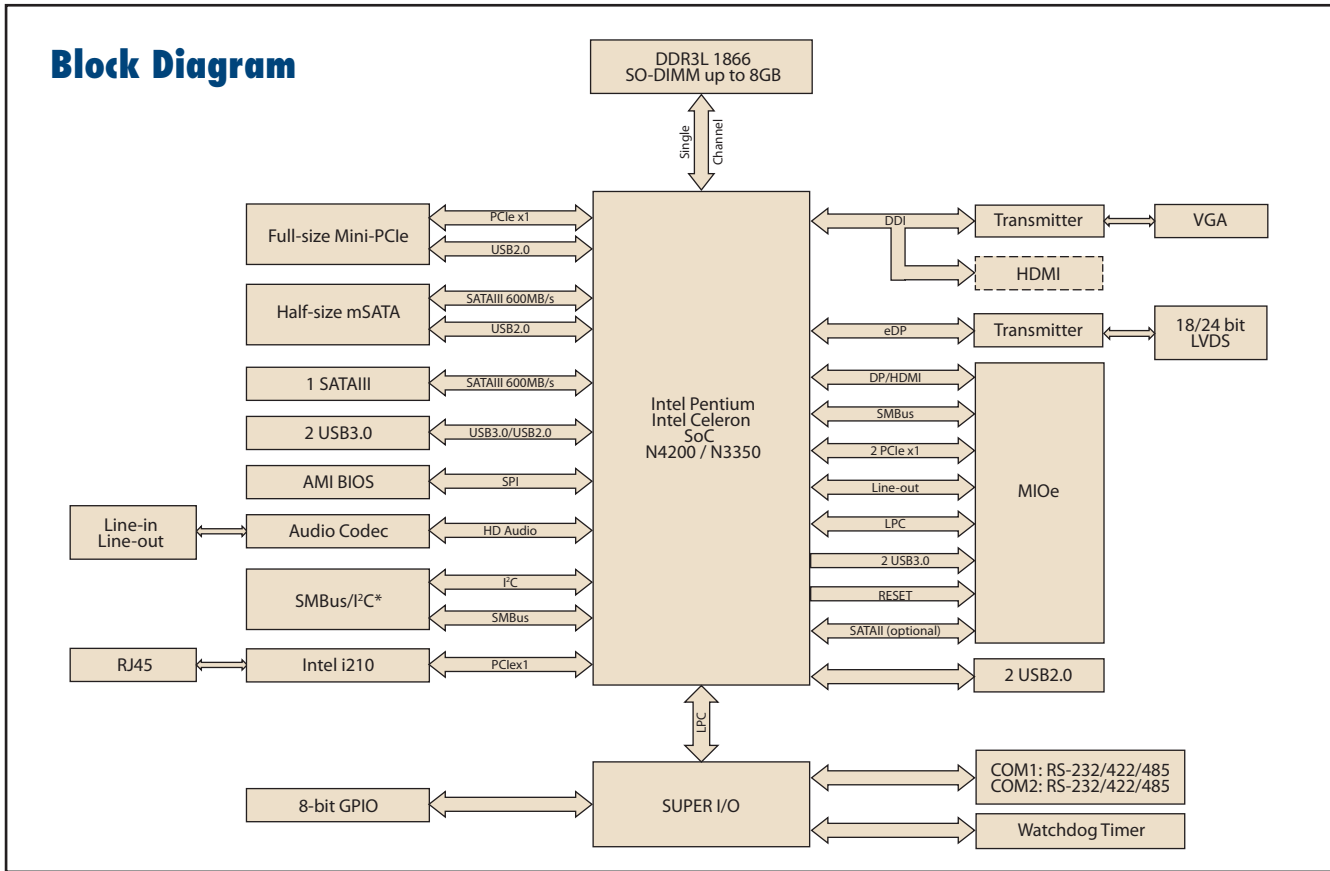 Block Diagram
DDR3L 1866
SO-DIMM up to 8GB
Single
Channel
Full-size Mini-PCIe
PCIe x1
USB2.0
Half-size mSATA
SATAIII 600MB/s
USB2.0
1 SATAIII
SATAIII 600MB/s
2 USB3.0
USB3.0/USB2.0
AMI BIOS
SPI
Line-in
Line-out
Audio Codec
HD Audio
SMBus/I²C*
I²C
SMBus
RJ45
Intel i210
PCIex1
Intel Pentium
Intel Celeron
SoC
N4200 / N3350
DDI
Transmitter
VGA
HDMI
eDP
Transmitter
18/24 bit
LVDS
DP/HDMI
SMBus
2 PCIe x1
Line-out
LPC
2 USB3.0
RESET
SATAII (optional)
MIOe
2 USB2.0
LPC
8-bit GPIO
SUPER I/O
COM1: RS-232/422/485
COM2: RS-232/422/485
Watchdog Timer